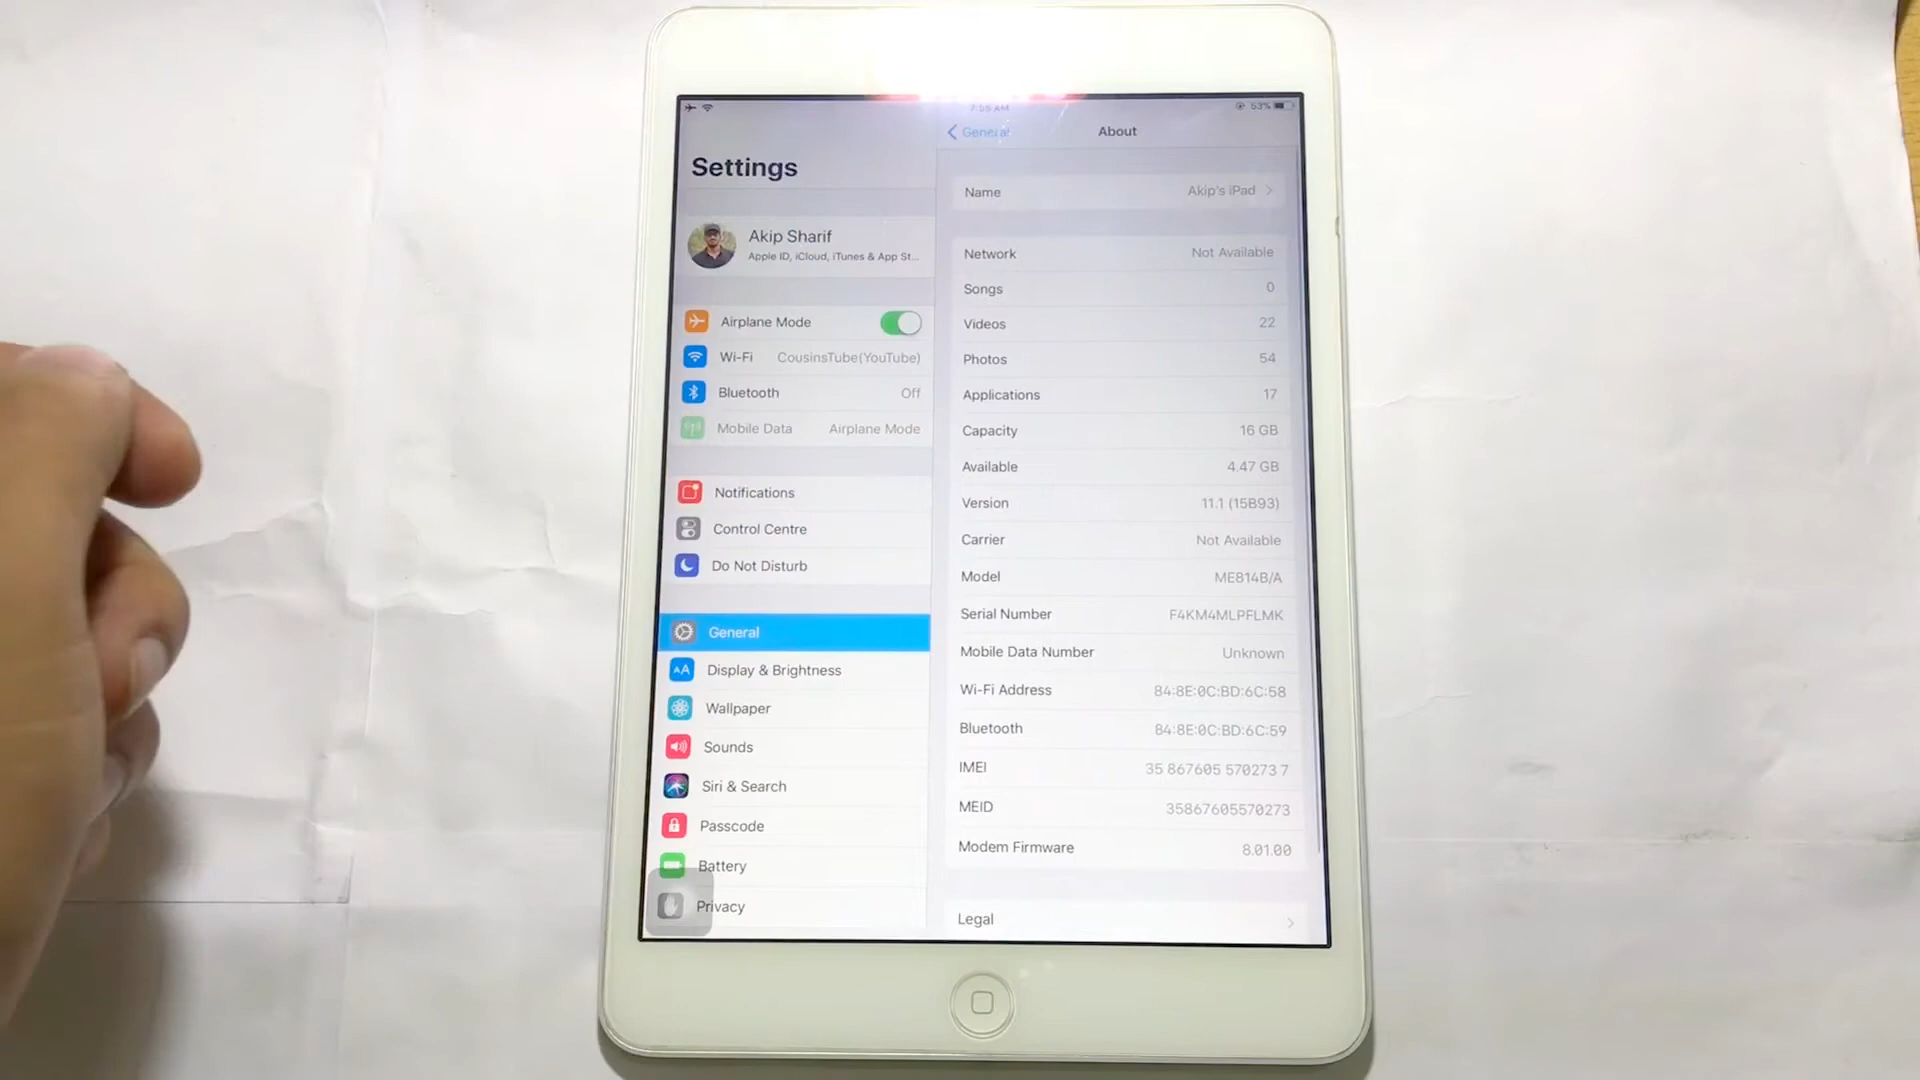 7:55 AM
53%
Settings
Akip Sharif
Apple ID, iCloud, iTunes & App St...
Airplane Mode
Wi-Fi CousinsTube(YouTube)
Bluetooth Off
Mobile Data Airplane Mode
Notifications
Control Centre
Do Not Disturb
General
AA Display & Brightness
Wallpaper
Sounds
Siri & Search
Passcode
Battery
Privacy
General About
Name Akip's iPad
Network Not Available
Songs 0
Videos 22
Photos 54
Applications 17
Capacity 16 GB
Available 4.47 GB
Version 11.1 (15B93)
Carrier Not Available
Model ME814B/A
Serial Number F4KM4MLPFLMK
Mobile Data Number Unknown
Wi-Fi Address 84:8E:0C:BD:6C:58
Bluetooth 84:8E:0C:BD:6C:59
IMEI 35 867605 570273 7
MEID 35867605570273
Modem Firmware 8.01.00
Legal